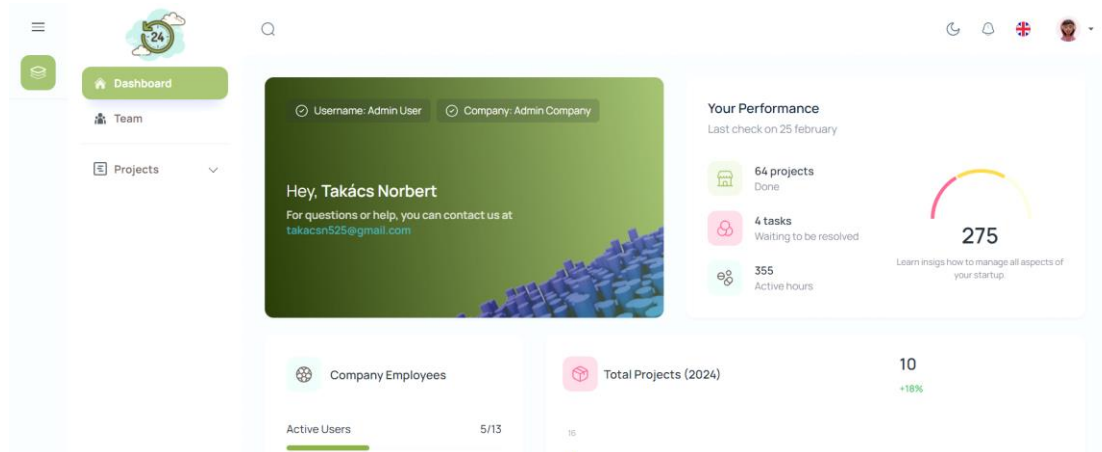 24
Dashboard
Team
Projects
Username: Admin User
Company: Admin Company
Hey, Takács Norbert
For questions or help, you can contact us at
takacsn525@gmail.com
Your Performance
Last check on 25 february
64 projects
Done
4 tasks
Waiting to be resolved
355
Active hours
275
Learn insigs how to manage all aspects of
your startup
Company Employees
Active Users 5/13
Total Projects (2024)
10
+18%
16